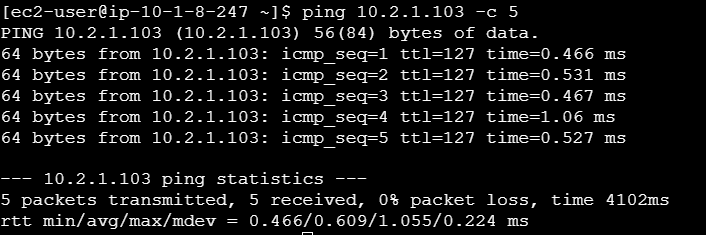 [ec2-user@ip-10-1-8-247 ~]$ ping 10.2.1.103 -c 5
PING 10.2.1.103 (10.2.1.103) 56(84) bytes of data.
64 bytes from 10.2.1.103: icmp_seq=1 ttl=127 time=0.466 ms
64 bytes from 10.2.1.103: icmp_seq=2 ttl=127 time=0.531 ms
64 bytes from 10.2.1.103: icmp_seq=3 ttl=127 time=0.467 ms
64 bytes from 10.2.1.103: icmp_seq=4 ttl=127 time=1.06 ms
64 bytes from 10.2.1.103: icmp_seq=5 ttl=127 time=0.527 ms
--- 10.2.1.103 ping statistics ---
5 packets transmitted, 5 received, 0% packet loss, time 4102ms
rtt min/avg/max/mdev = 0.466/0.609/1.055/0.224 ms